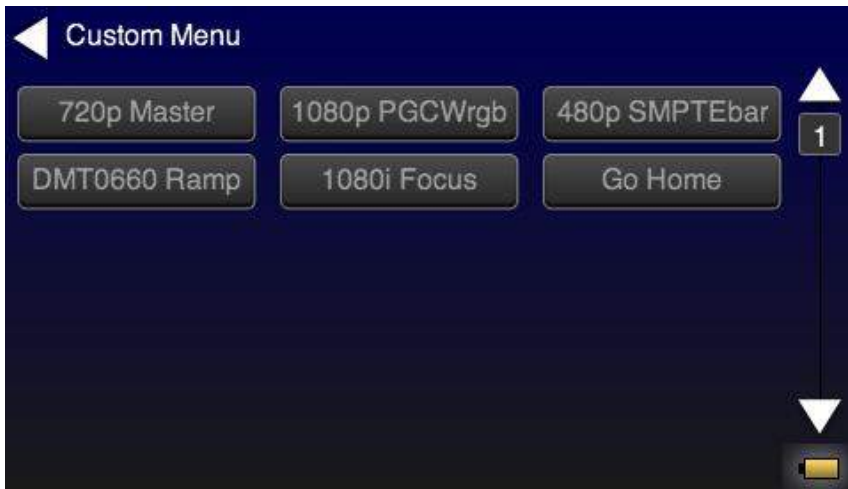 Custom Menu
720p Master 1080p PGCWrgb 480p SMPTEbar
1
DMT0660 Ramp 1080i Focus Go Home